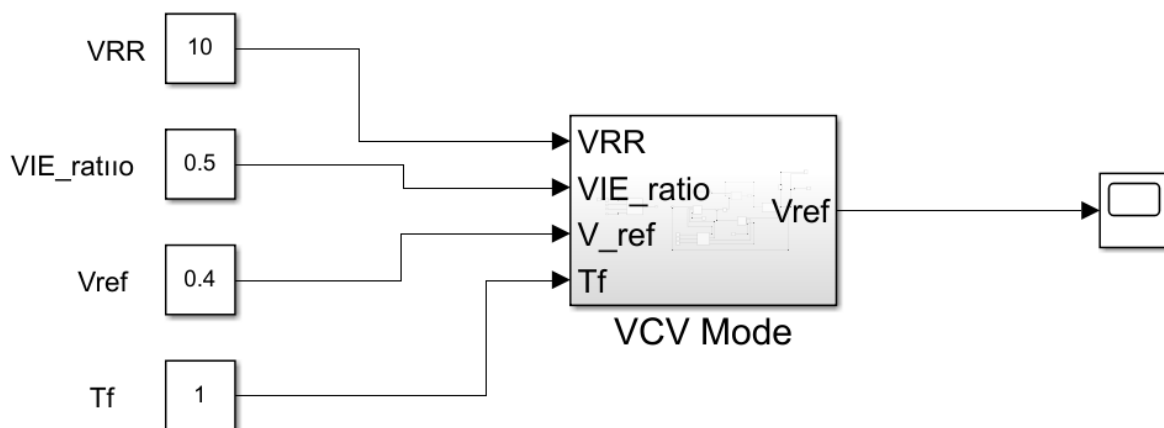 VRR
10
VRR
VIE_ratııo
0.5
VIE_ratio
Vref
V_ref
Vref
0.4
Tf
VCV Mode
Tf
1